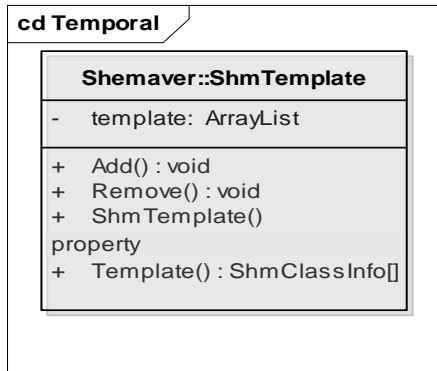 cd Temporal
Shemaver::ShmTemplate
- template: ArrayList
+ Add() : void
+ Remove() : void
+ ShmTemplate()
property
+ Template() : ShmClassInfo[]